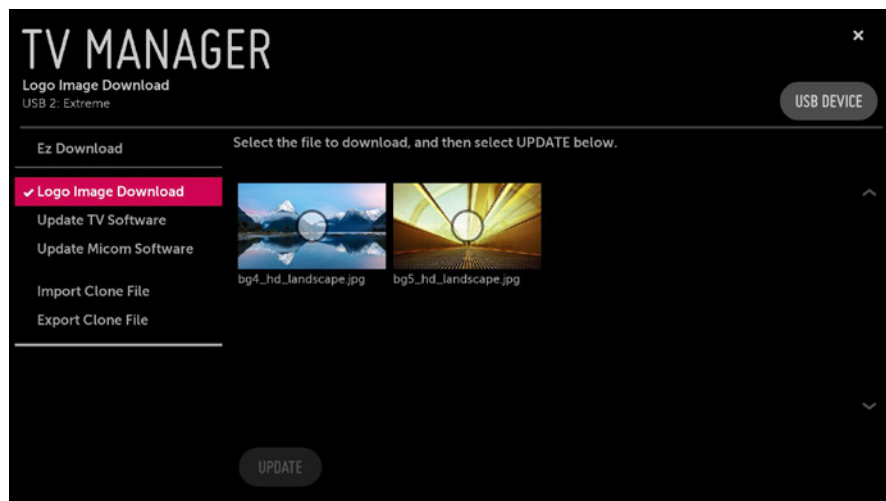 TV MANAGER
Logo Image Download
USB 2: Extreme
USB DEVICE
Ez Download
Select the file to download, and then select UPDATE below.
Logo Image Download
Update TV Software
Update Micom Software
bg4_hd_landscape.jpg
bg5_hd_landscape.jpg
Import Clone File
Export Clone File
UPDATE